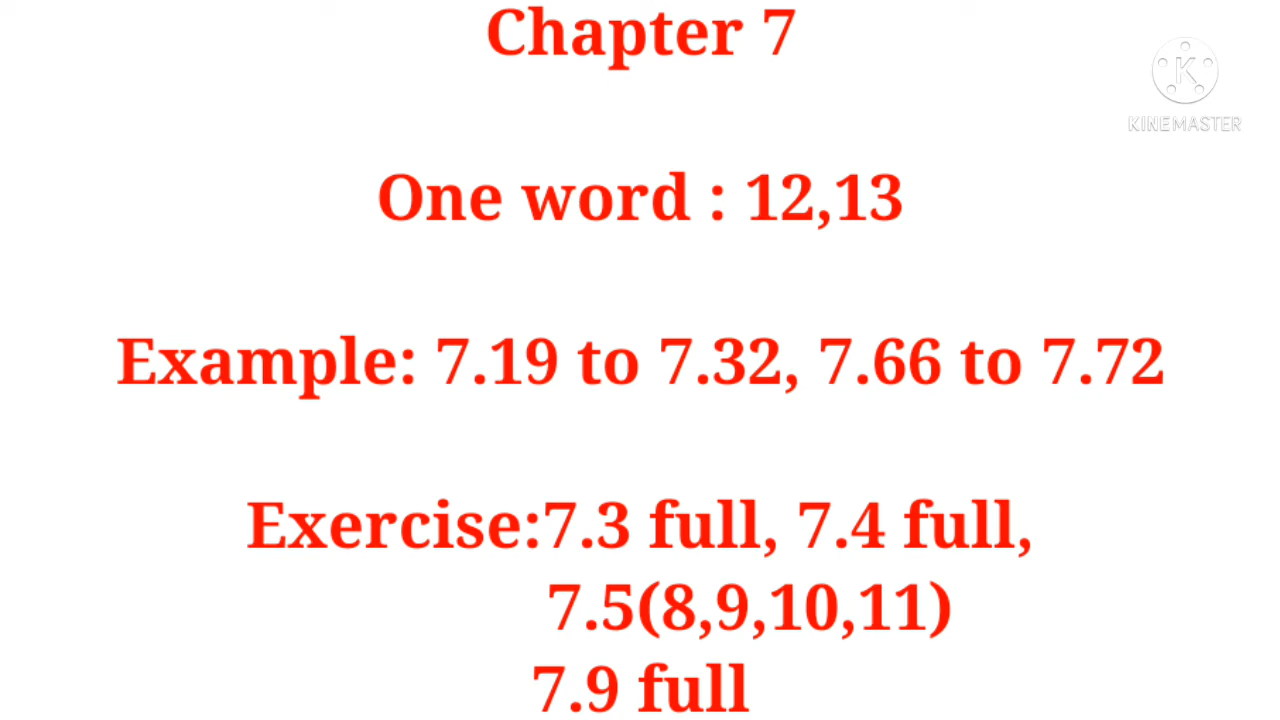 Chapter 7
K
KINEMASTER
One word : 12,13
Example: 7.19 to 7.32, 7.66 to 7.72
Exercise:7.3 full, 7.4 full,
7.5(8,9,10,11)
7.9 full